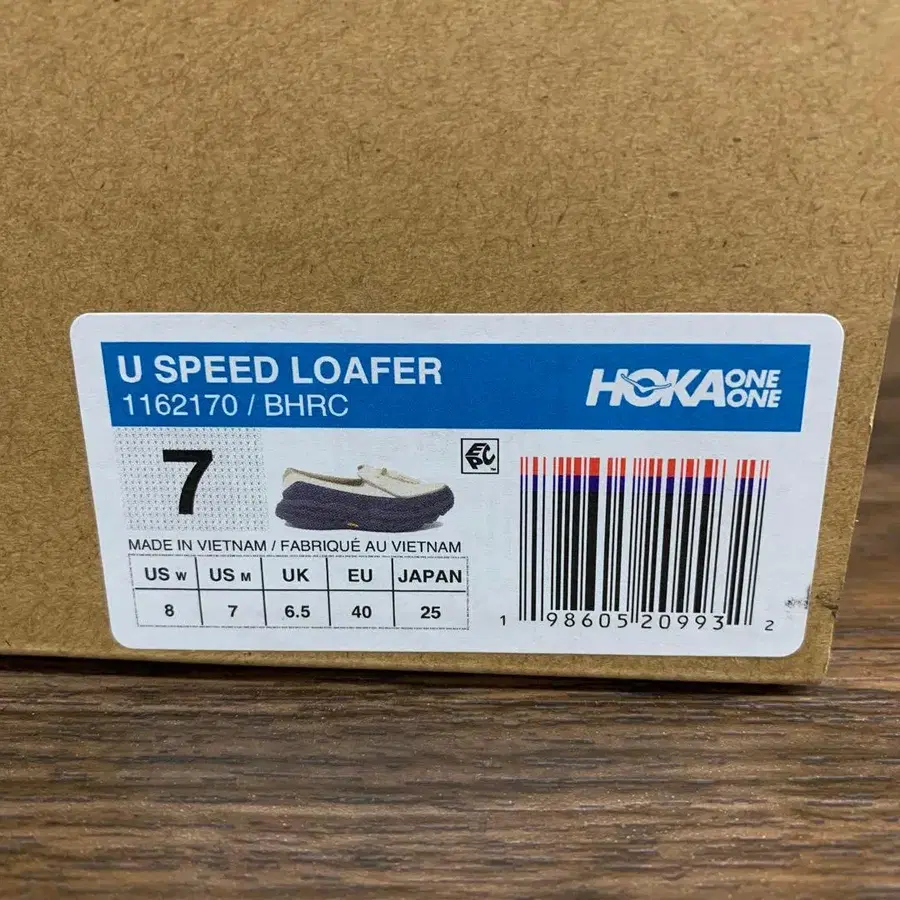 U SPEED LOAFER
1162170 / BHRC
HOKA ONE ONE
7
EPC
MADE IN VIETNAM / FABRIQUÉ AU VIETNAM
US W US M UK EU JAPAN
8 7 6.5 40 25
1 98605 20993 2